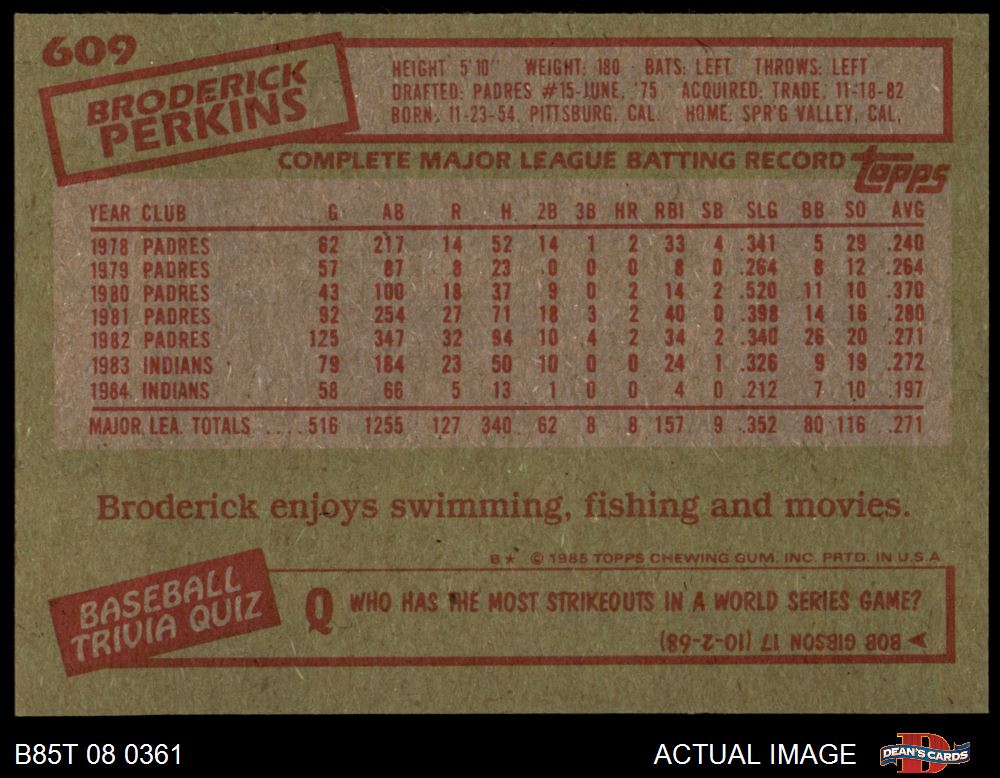 609
BRODERICK
PERKINS
HEIGHT: 5'10" WEIGHT: 180 BATS: LEFT THROWS: LEFT
DRAFTED: PADRES #15-JUNE, '75 ACQUIRED: TRADE, 11-18-82
BORN: 11-23-54, PITTSBURG, CAL. HOME: SPR'G VALLEY, CAL.
COMPLETE MAJOR LEAGUE BATTING RECORD topps
YEAR CLUB G AB R H 2B 3B HR RBI SB SLG BB SO AVG
1978 PADRES 62 217 14 52 14 1 2 33 4 .341 5 29 .240
1979 PADRES 57 87 8 23 0 0 0 8 0 .264 8 12 .264
1980 PADRES 43 100 18 37 9 0 2 14 2 .520 11 10 .370
1981 PADRES 92 254 27 71 18 3 2 40 0 .398 14 16 .280
1982 PADRES 125 347 32 94 10 4 2 34 2 .340 26 20 .271
1983 INDIANS 79 184 23 50 10 0 0 24 1 .326 9 19 .272
1984 INDIANS 58 66 5 13 1 0 0 4 0 .212 7 10 .197
MAJOR LEA. TOTALS ....516 1255 127 340 62 8 8 157 9 .352 80 116 .271
Broderick enjoys swimming, fishing and movies.
B★ © 1985 TOPPS CHEWING GUM, INC. PRTD. IN U.S.A.
BASEBALL
TRIVIA QUIZ
Q WHO HAS THE MOST STRIKEOUTS IN A WORLD SERIES GAME?
BOB GIBSON 17 (10-2-68)
B85T 08 0361
ACTUAL IMAGE
DEAN'S CARDS